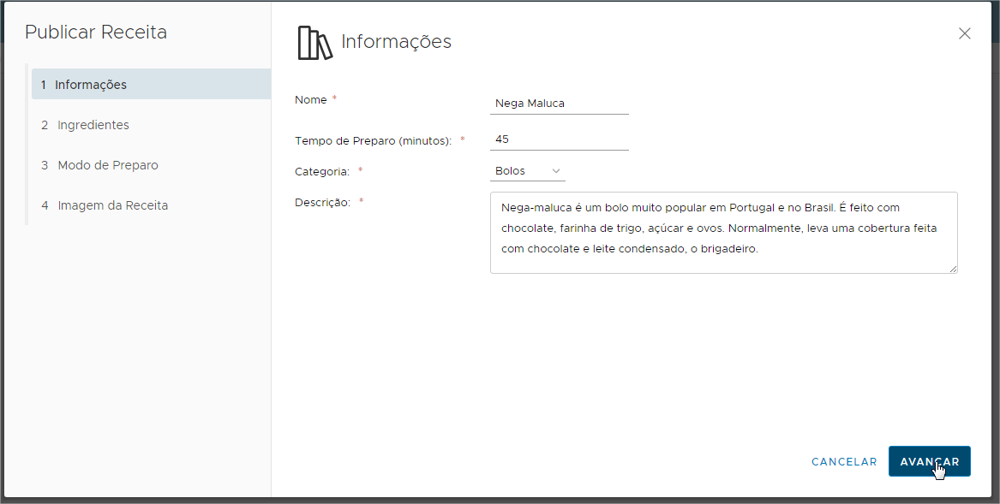 Publicar Receita
1 Informações
2 Ingredientes
3 Modo de Preparo
4 Imagem da Receita
Informações
Nome *
Nega Maluca
Tempo de Preparo (minutos): *
45
Categoria: *
Bolos
Descrição: *
Nega-maluca é um bolo muito popular em Portugal e no Brasil. É feito com
chocolate, farinha de trigo, açúcar e ovos. Normalmente, leva uma cobertura feita
com chocolate e leite condensado, o brigadeiro.
CANCELAR
AVANÇAR